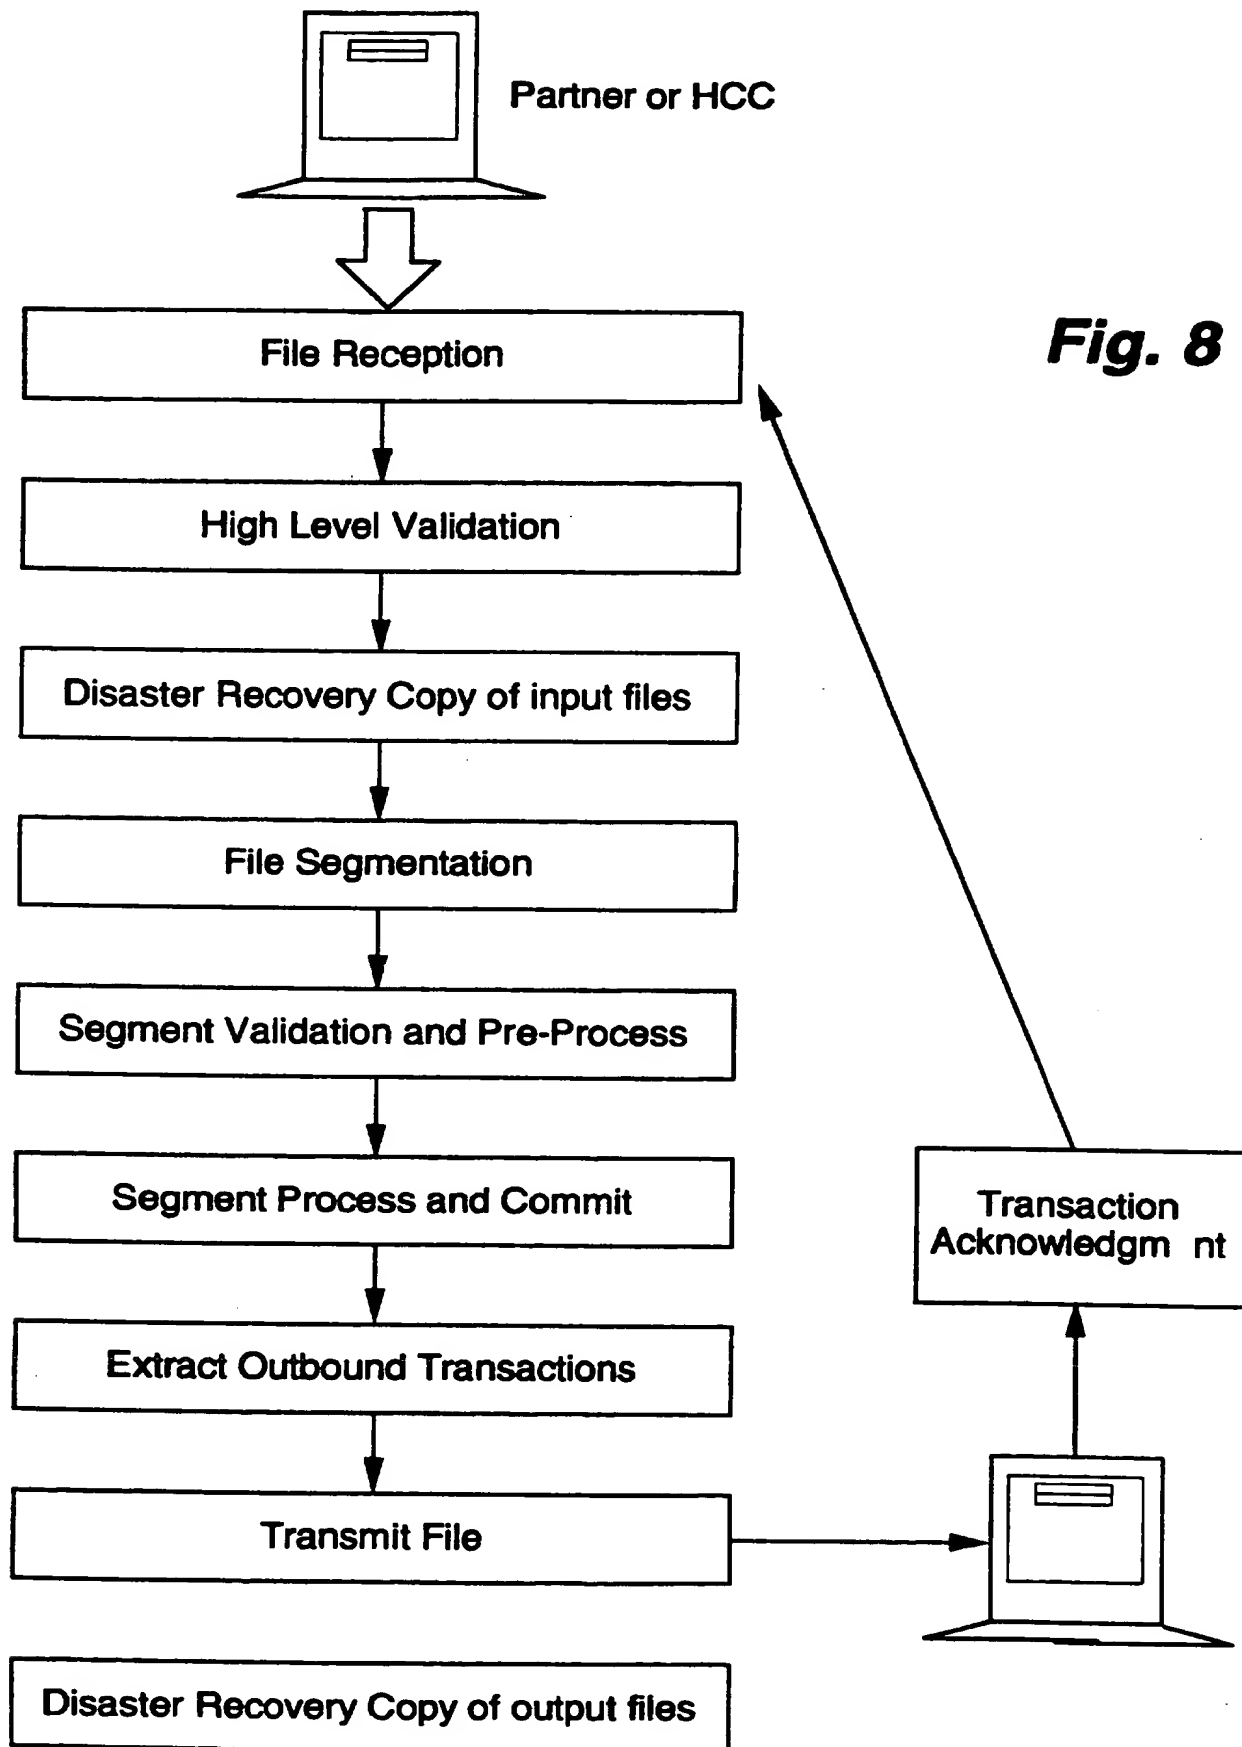 Partner or HCC
Fig. 8
File Reception
High Level Validation
Disaster Recovery Copy of input files
File Segmentation
Segment Validation and Pre-Process
Segment Process and Commit
Transaction
Acknowledgm nt
Extract Outbound Transactions
Transmit File
Disaster Recovery Copy of output files